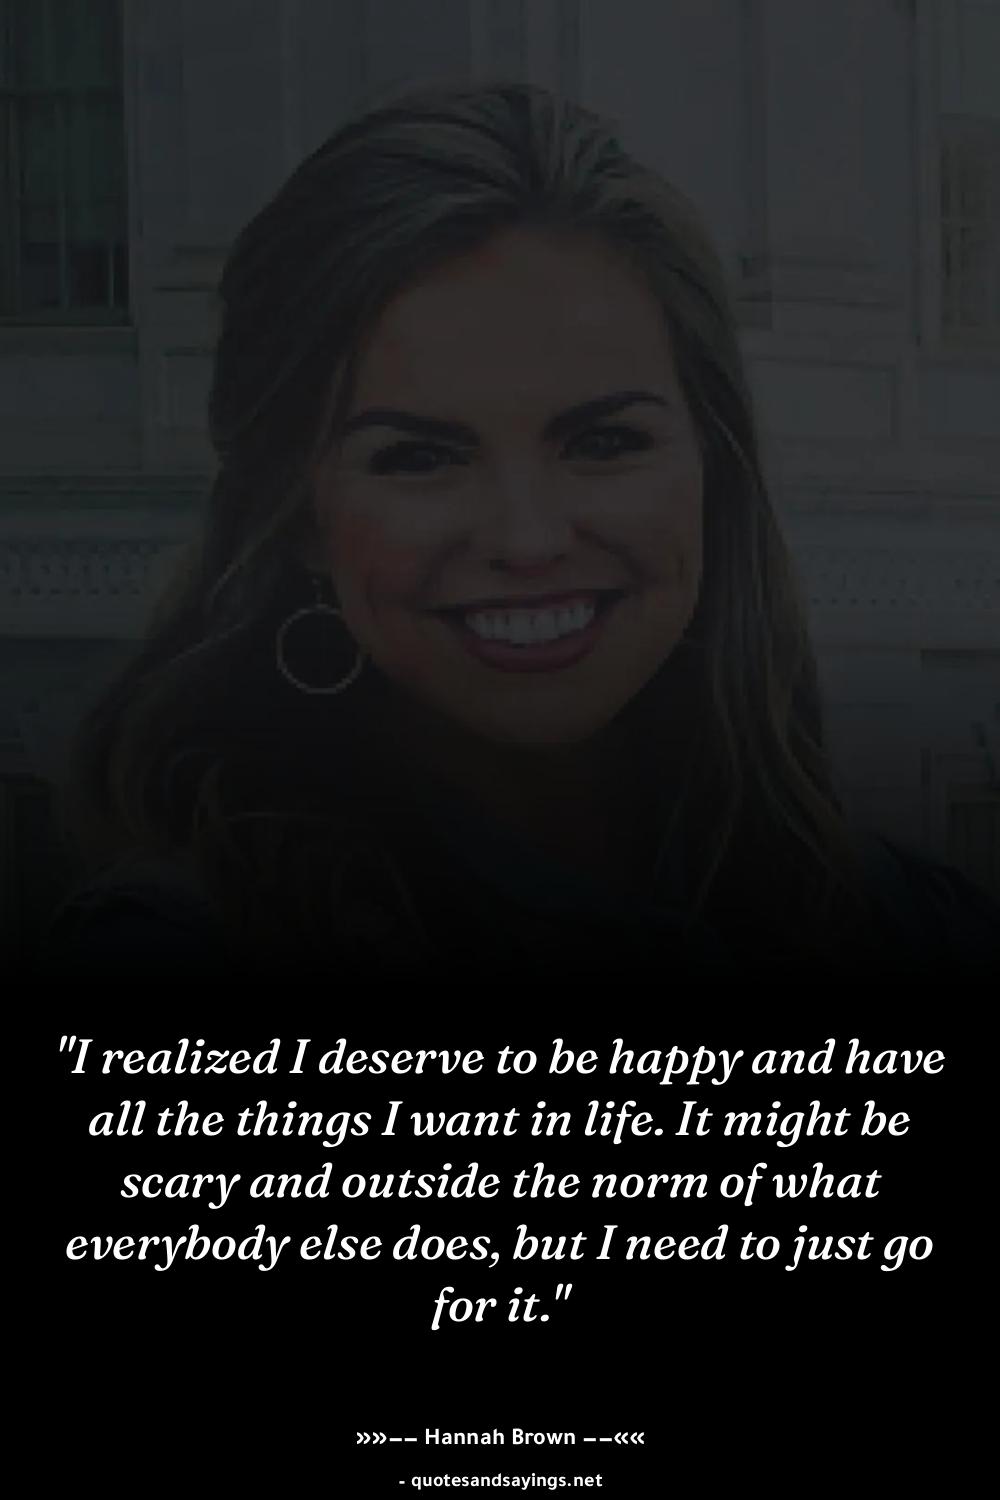 "I realized I deserve to be happy and have
all the things I want in life. It might be
scary and outside the norm of what
everybody else does, but I need to just go
for it."
»»−− Hannah Brown −−««
- quotesandsayings.net